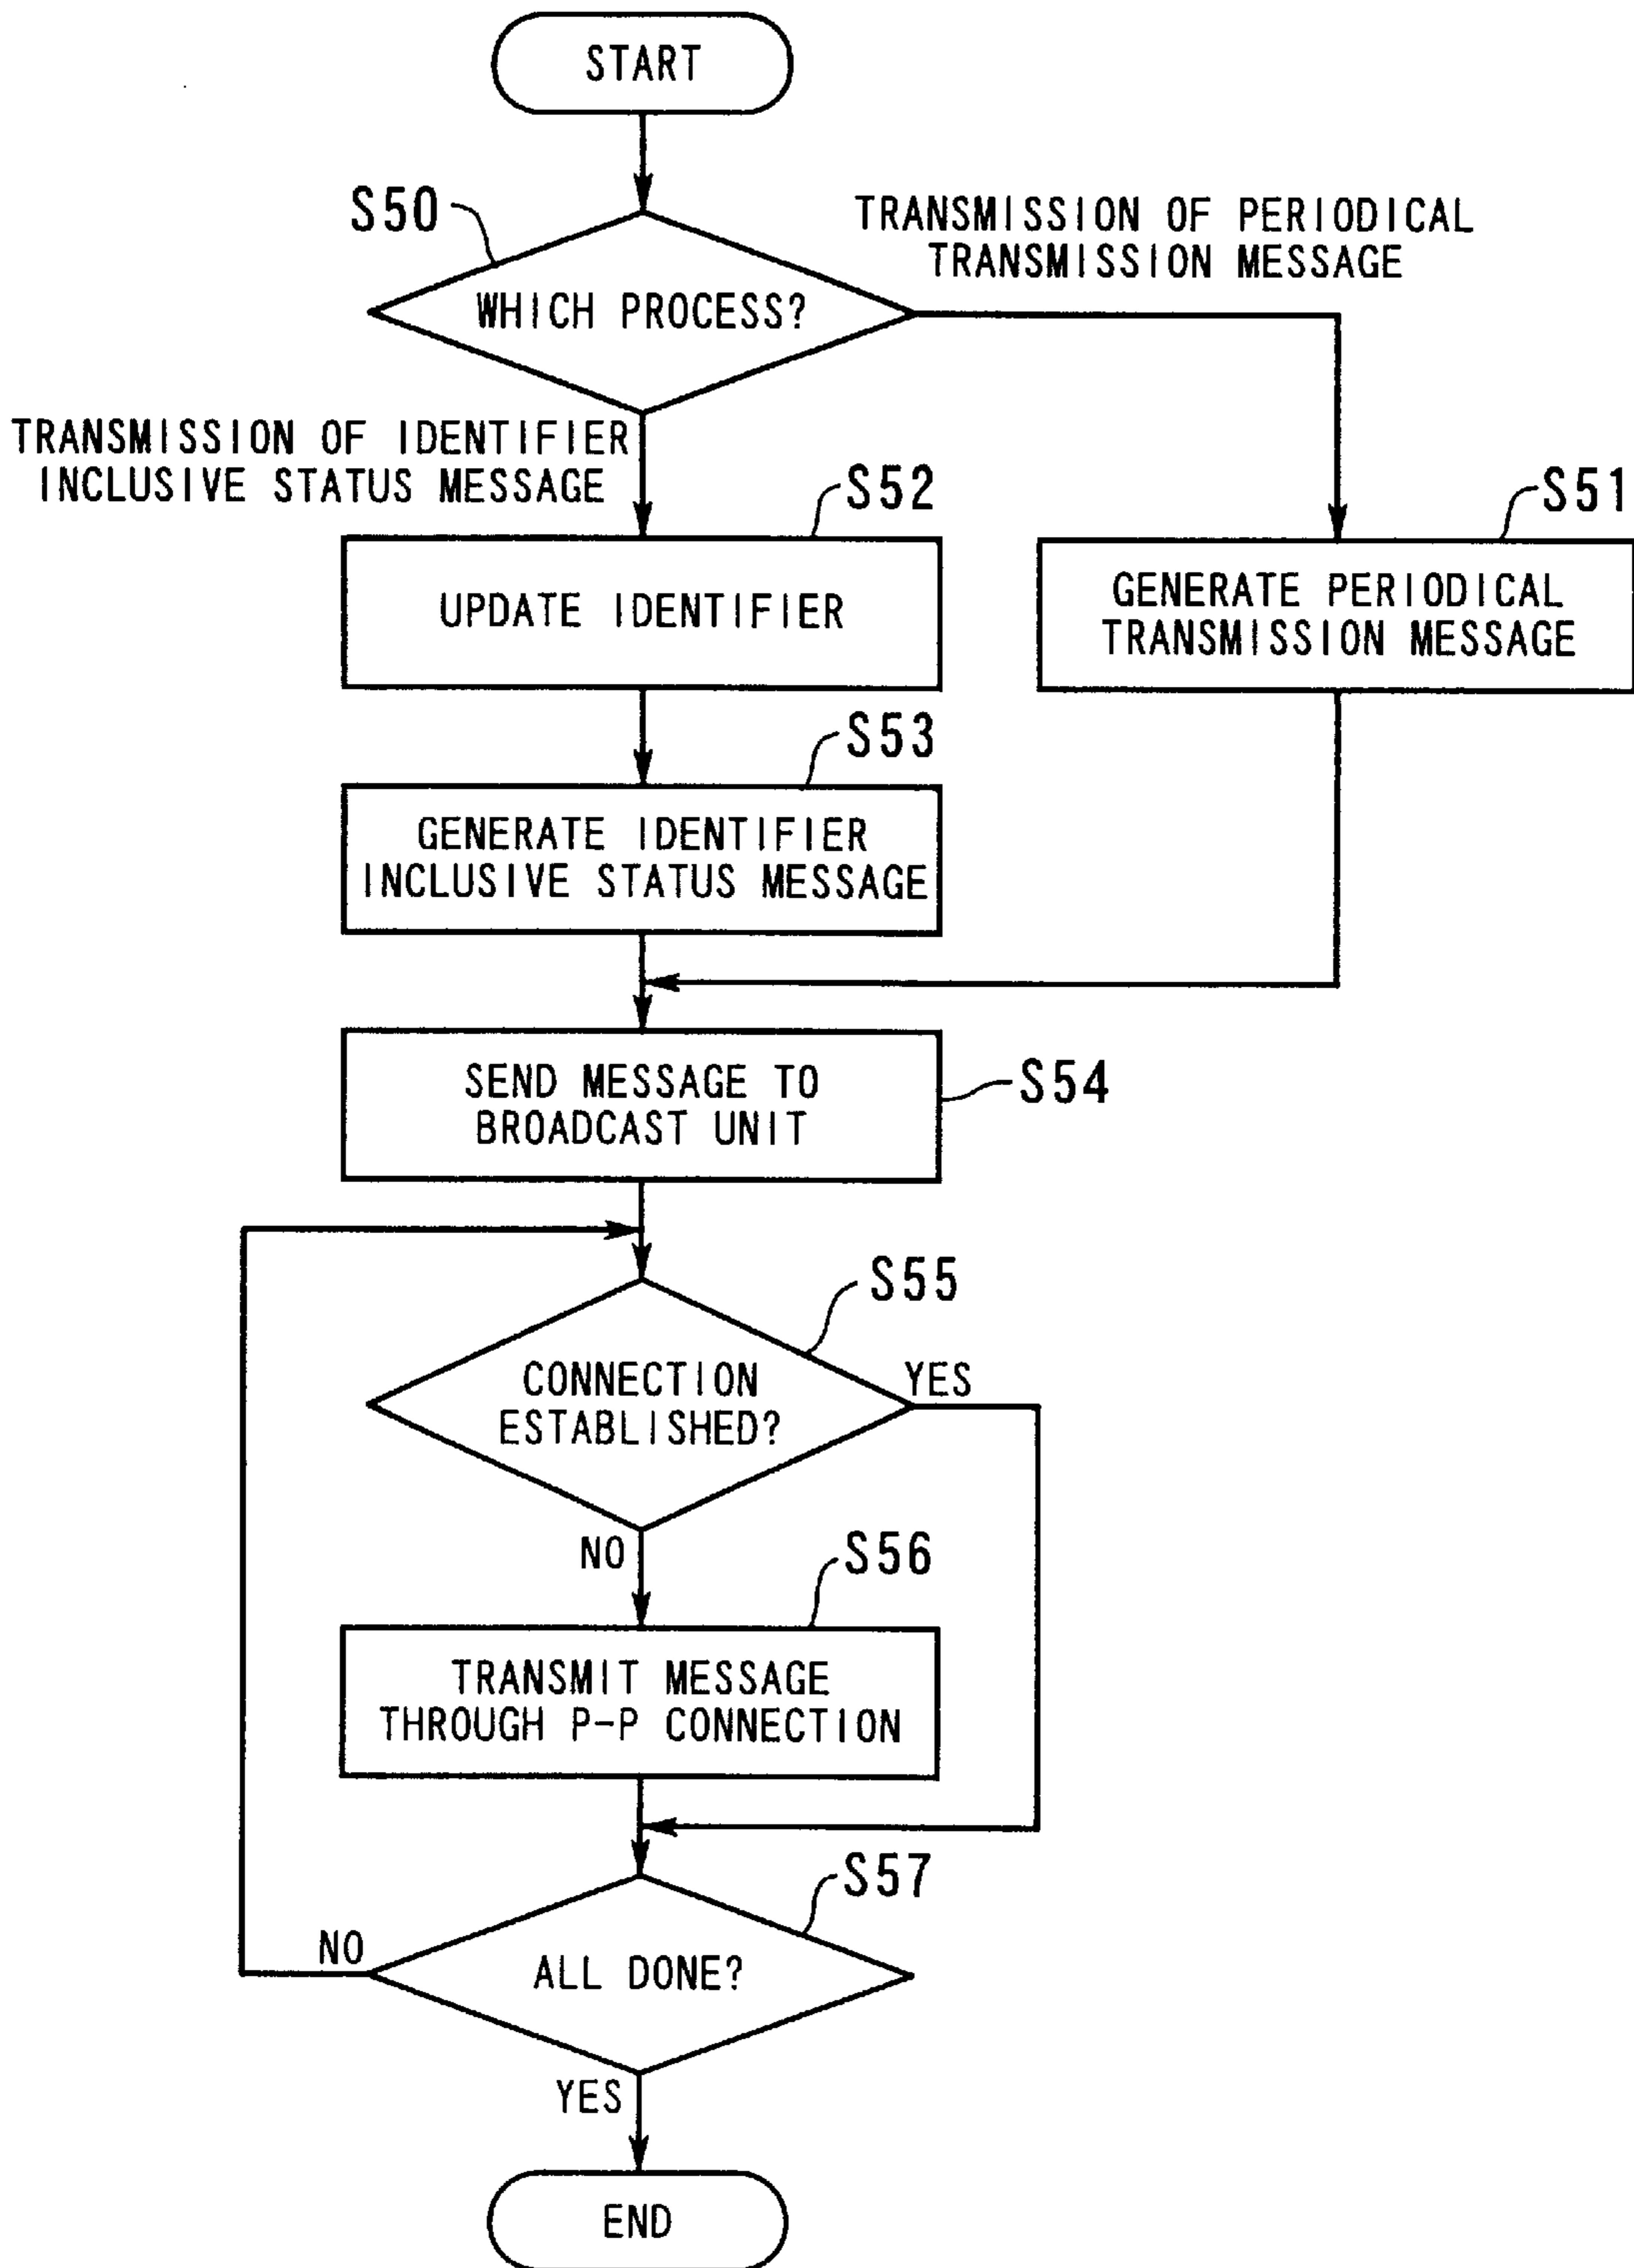 START
S50
TRANSMISSION OF PERIODICAL
TRANSMISSION MESSAGE
WHICH PROCESS?
TRANSMISSION OF IDENTIFIER
INCLUSIVE STATUS MESSAGE
S52
S51
UPDATE IDENTIFIER
GENERATE PERIODICAL
TRANSMISSION MESSAGE
S53
GENERATE IDENTIFIER
INCLUSIVE STATUS MESSAGE
SEND MESSAGE TO
BROADCAST UNIT
S54
S55
CONNECTION
ESTABLISHED?
YES
NO
S56
TRANSMIT MESSAGE
THROUGH P-P CONNECTION
S57
NO
ALL DONE?
YES
END